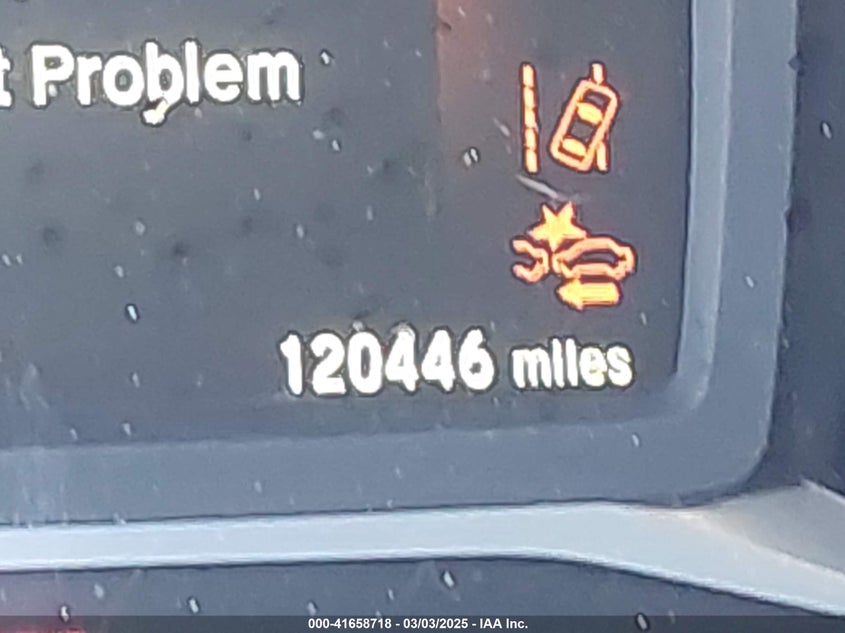 t Problem
120446 miles
000-41658718 - 03/03/2025 - IAA Inc.